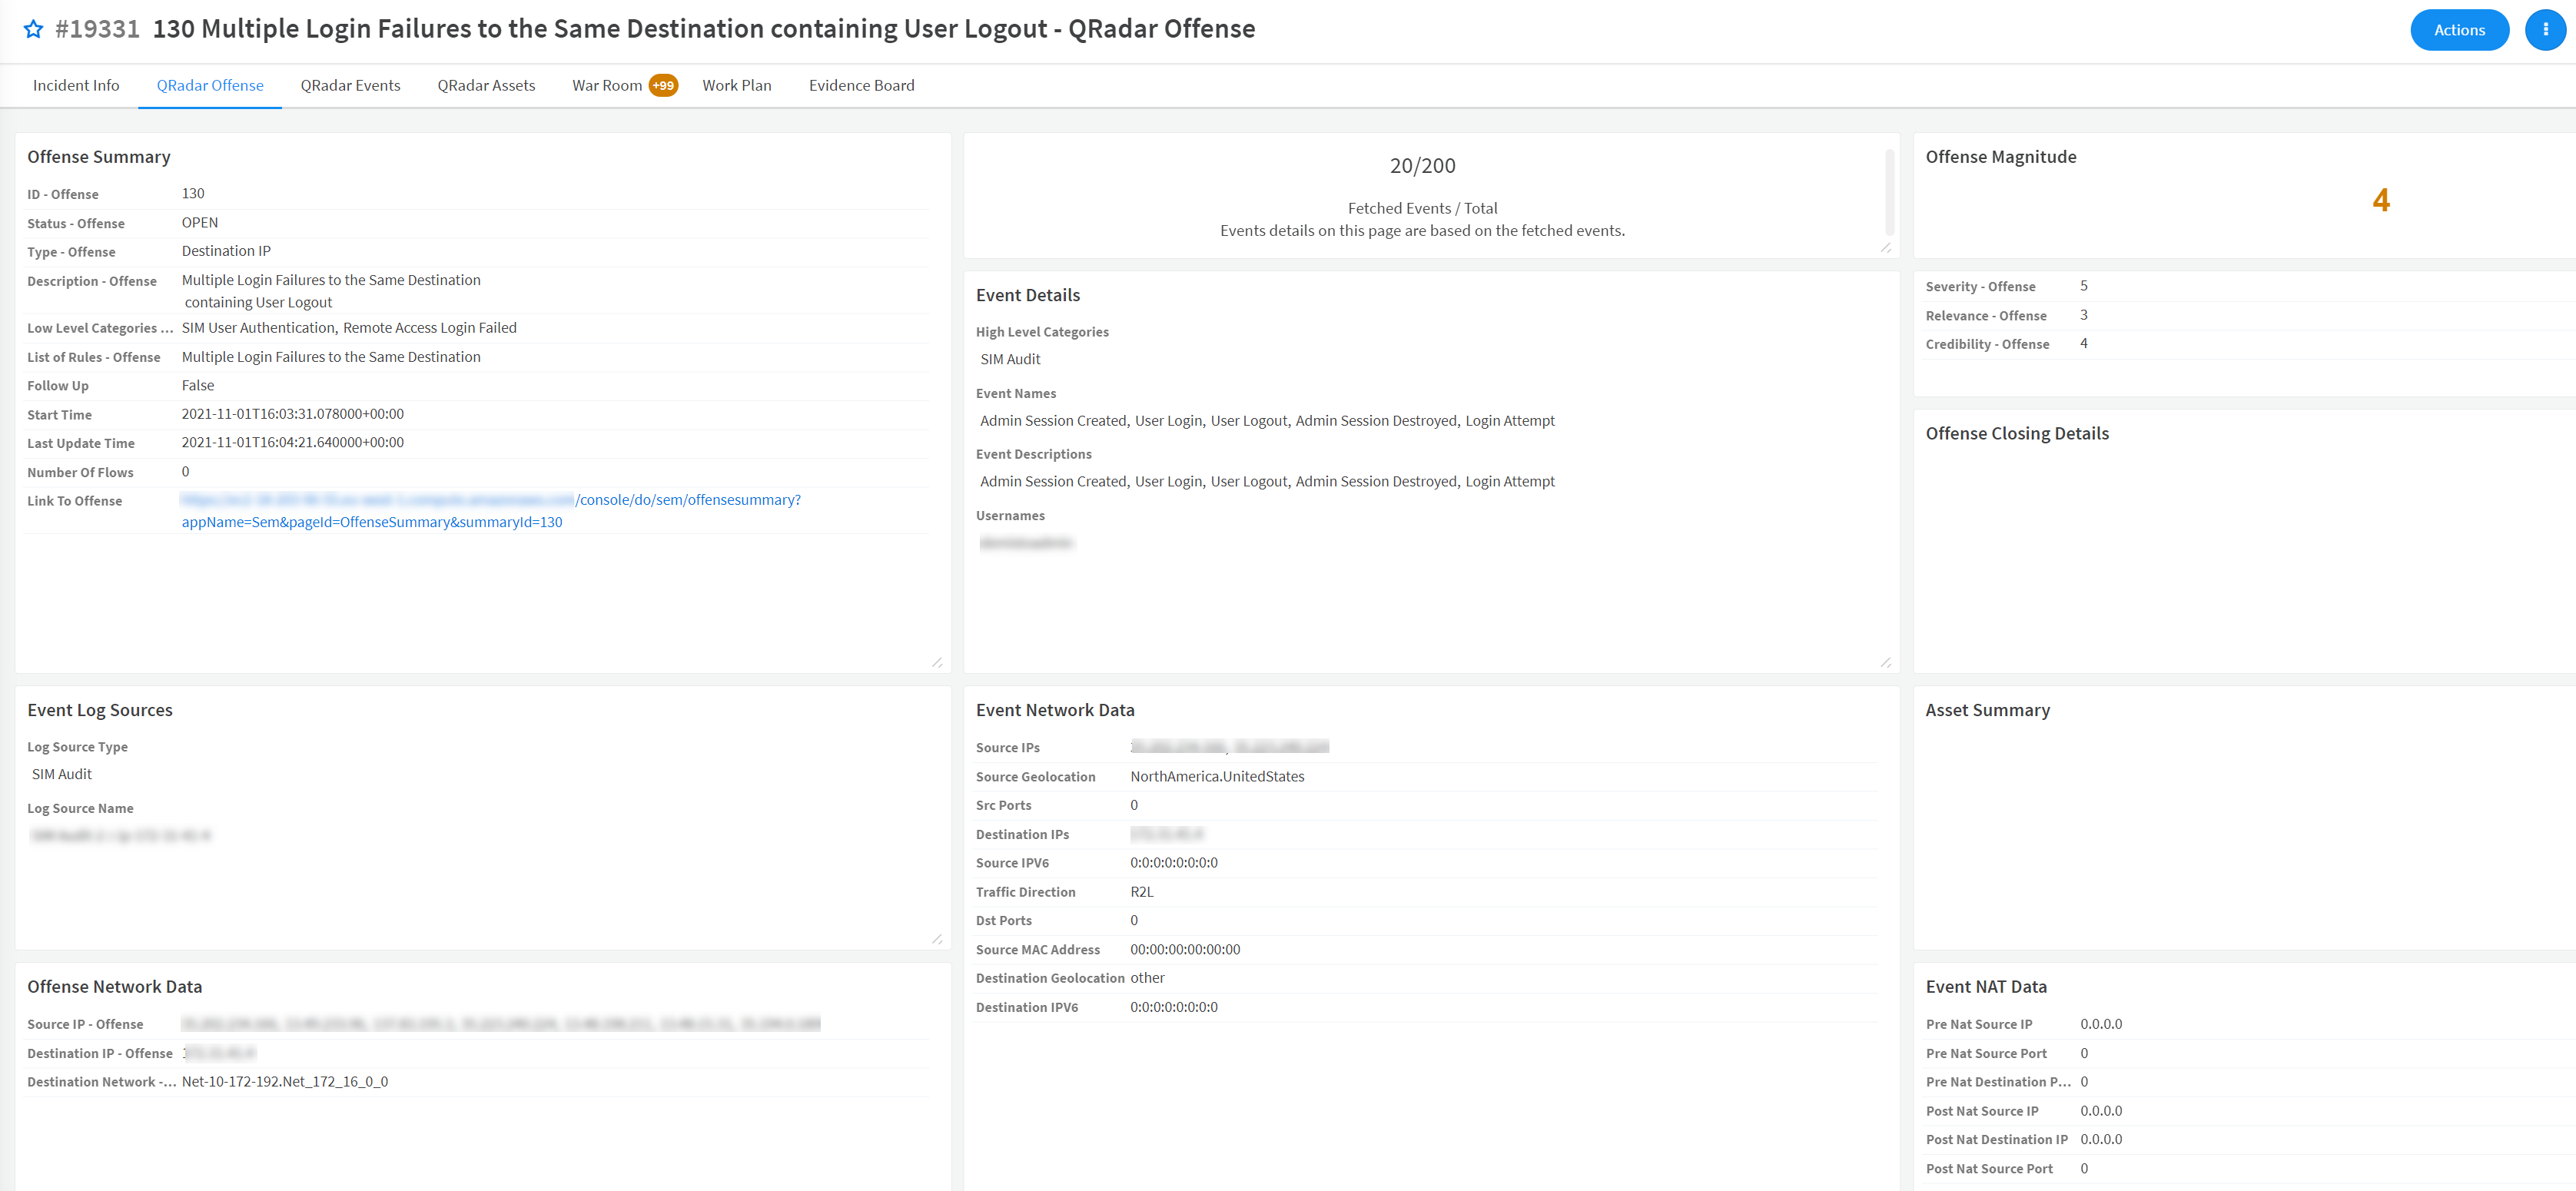 #19331 130 Multiple Login Failures to the Same Destination containing User Logout - QRadar Offense
Actions
Incident Info QRadar Offense QRadar Events QRadar Assets War Room +99 Work Plan Evidence Board
Offense Summary
ID - Offense 130
Status - Offense OPEN
Type - Offense Destination IP
Description - Offense Multiple Login Failures to the Same Destination
containing User Logout
Low Level Categories ... SIM User Authentication, Remote Access Login Failed
List of Rules - Offense Multiple Login Failures to the Same Destination
Follow Up False
Start Time 2021-11-01T16:03:31.078000+00:00
Last Update Time 2021-11-01T16:04:21.640000+00:00
Number Of Flows 0
Link To Offense /console/do/sem/offensesummary?
appName=Sem&pageId=OffenseSummary&summaryId=130
20/200
Fetched Events / Total
Events details on this page are based on the fetched events.
Offense Magnitude
4
Event Details
High Level Categories
SIM Audit
Event Names
Admin Session Created, User Login, User Logout, Admin Session Destroyed, Login Attempt
Event Descriptions
Admin Session Created, User Login, User Logout, Admin Session Destroyed, Login Attempt
Usernames
Severity - Offense 5
Relevance - Offense 3
Credibility - Offense 4
Offense Closing Details
Event Log Sources
Log Source Type
SIM Audit
Log Source Name
Event Network Data
Source IPs
Source Geolocation NorthAmerica.UnitedStates
Src Ports 0
Destination IPs
Source IPV6 0:0:0:0:0:0:0:0
Traffic Direction R2L
Dst Ports 0
Source MAC Address 00:00:00:00:00:00
Destination Geolocation other
Destination IPV6 0:0:0:0:0:0:0:0
Asset Summary
Offense Network Data
Source IP - Offense
Destination IP - Offense
Destination Network -... Net-10-172-192.Net_172_16_0_0
Event NAT Data
Pre Nat Source IP 0.0.0.0
Pre Nat Source Port 0
Pre Nat Destination P... 0
Post Nat Source IP 0.0.0.0
Post Nat Destination IP 0.0.0.0
Post Nat Source Port 0